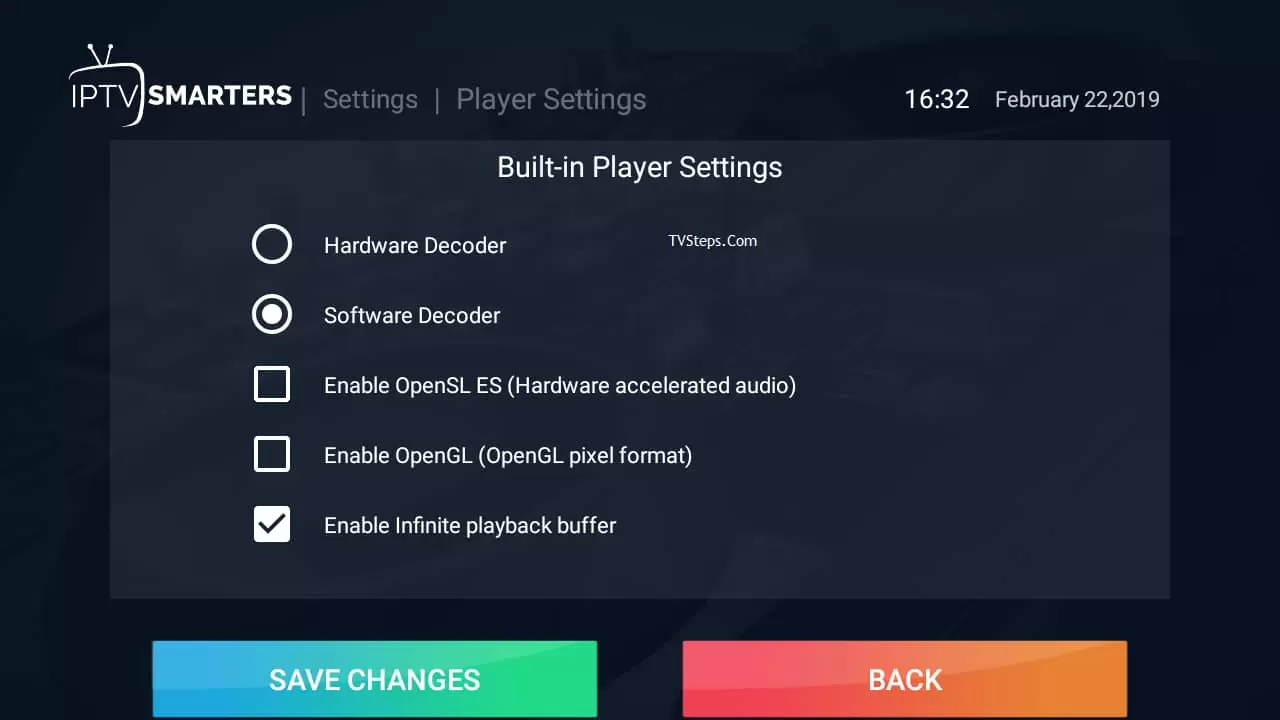 IPTV SMARTERS | Settings | Player Settings 16:32 February 22,2019
Built-in Player Settings
Hardware Decoder TVSteps.Com
Software Decoder
Enable OpenSL ES (Hardware accelerated audio)
Enable OpenGL (OpenGL pixel format)
Enable Infinite playback buffer
SAVE CHANGES BACK